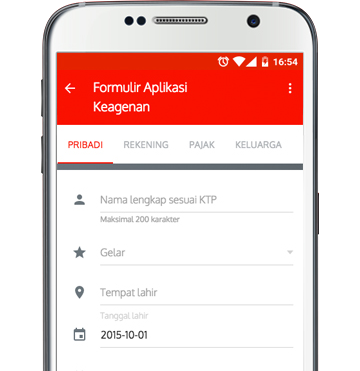 16:54
Formulir Aplikasi
Keagenan
PRIBADI REKENING PAJAK KELUARGA
Nama lengkap sesuai KTP
Maksimal 200 karakter
Gelar
Tempat lahir
Tanggal lahir
2015-10-01